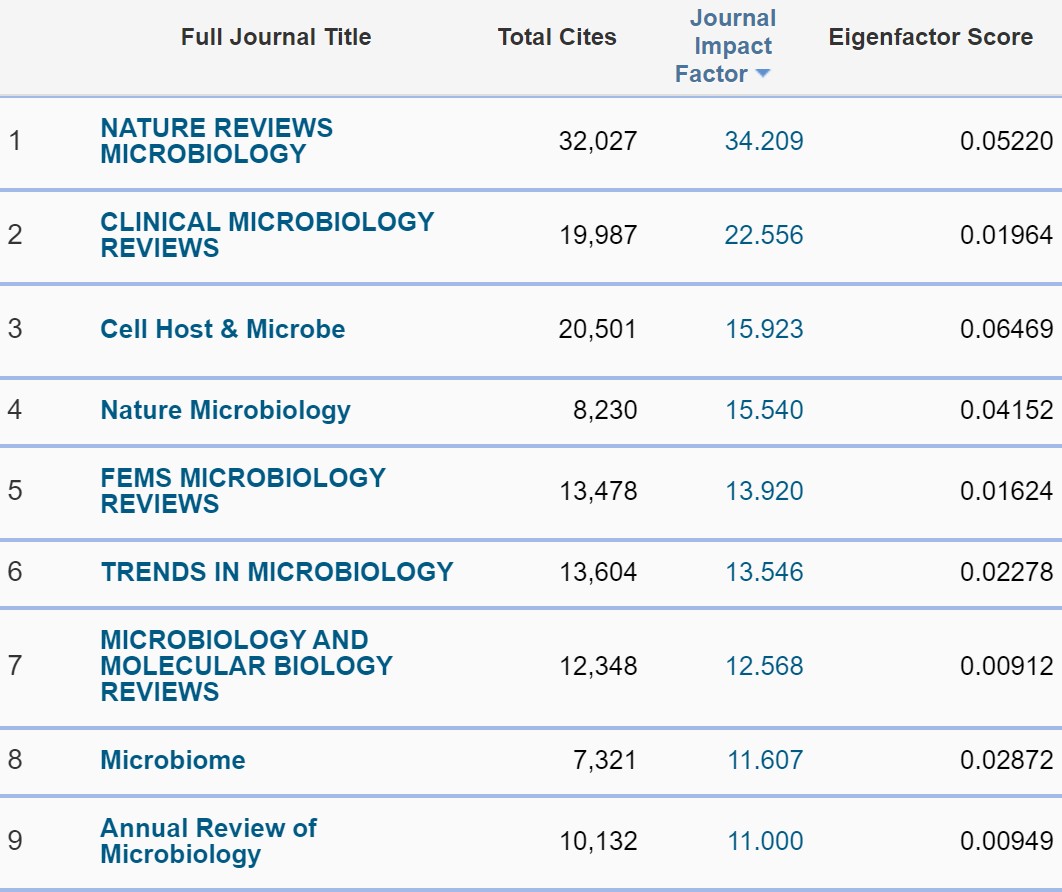 Full Journal Title Total Cites Journal Impact Factor Eigenfactor Score
1 NATURE REVIEWS MICROBIOLOGY 32,027 34.209 0.05220
2 CLINICAL MICROBIOLOGY REVIEWS 19,987 22.556 0.01964
3 Cell Host & Microbe 20,501 15.923 0.06469
4 Nature Microbiology 8,230 15.540 0.04152
5 FEMS MICROBIOLOGY REVIEWS 13,478 13.920 0.01624
6 TRENDS IN MICROBIOLOGY 13,604 13.546 0.02278
7 MICROBIOLOGY AND MOLECULAR BIOLOGY REVIEWS 12,348 12.568 0.00912
8 Microbiome 7,321 11.607 0.02872
9 Annual Review of Microbiology 10,132 11.000 0.00949